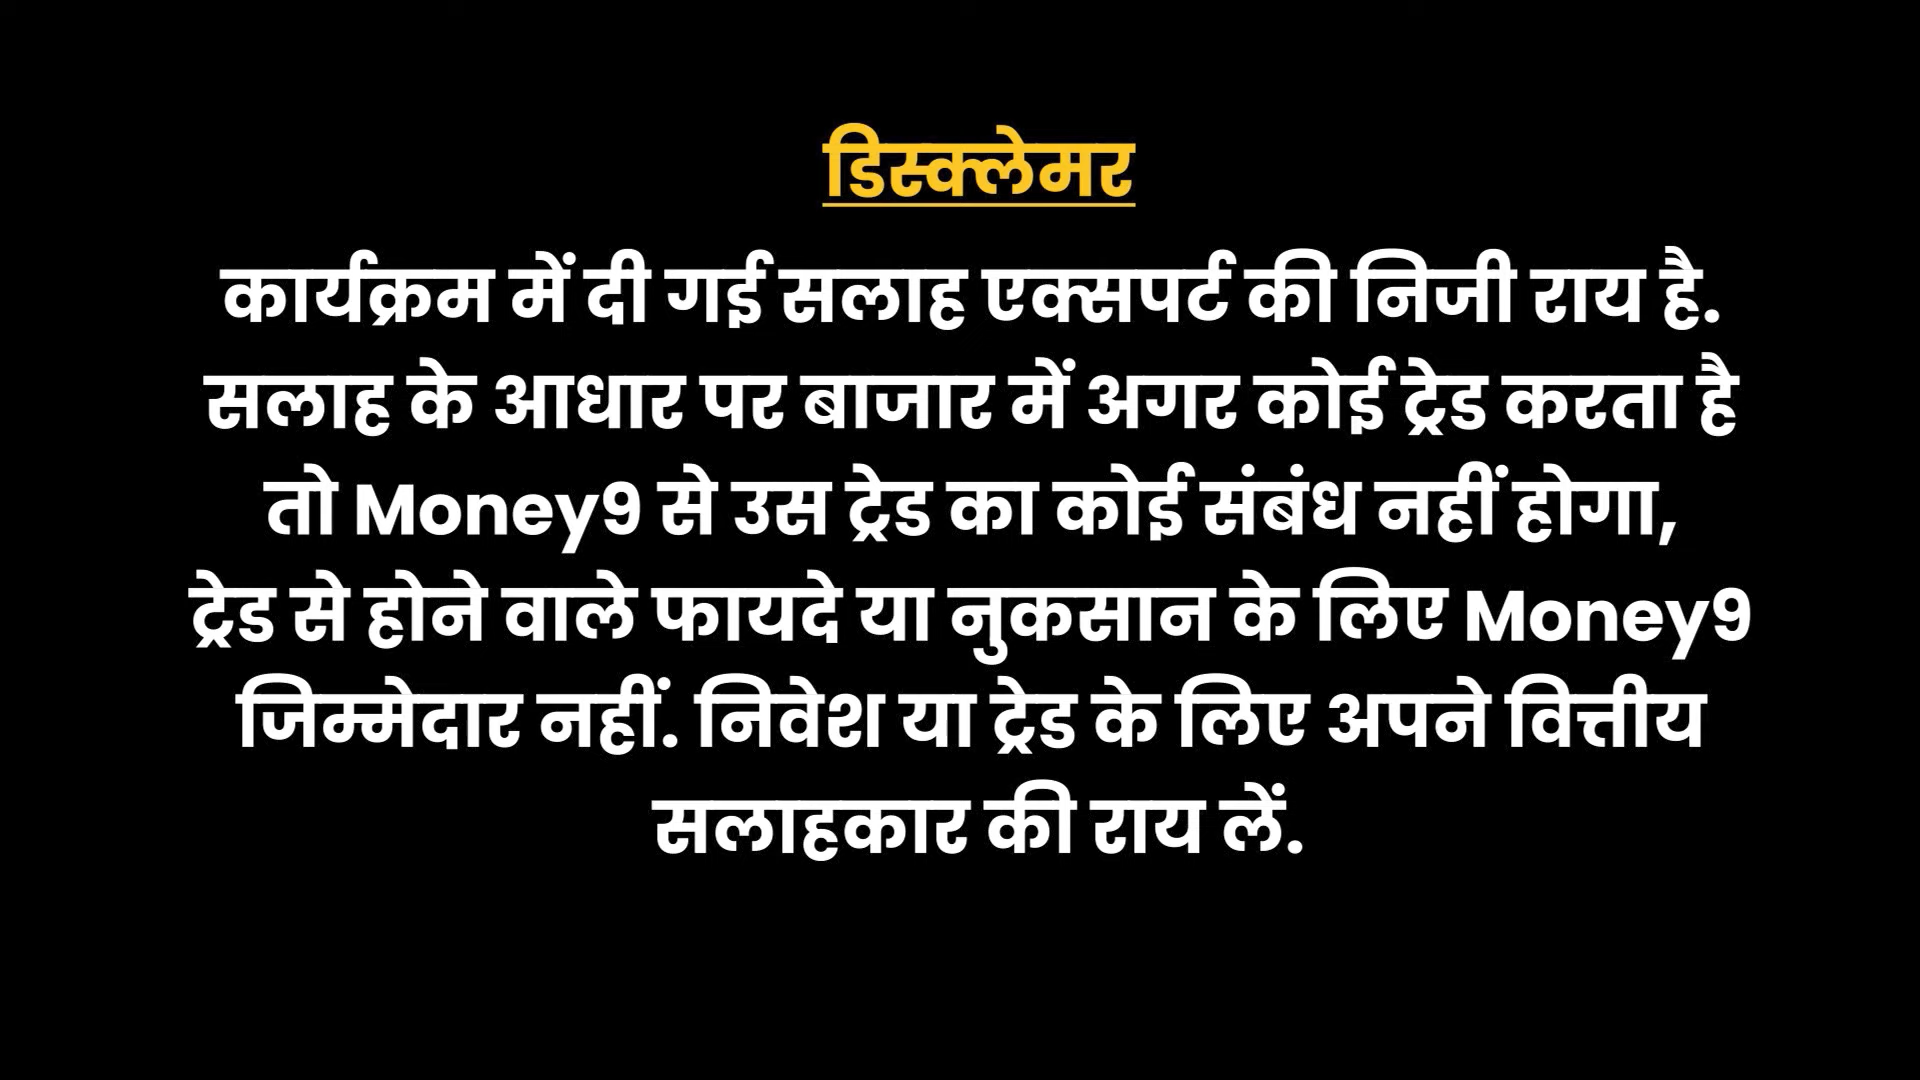 डिस्क्लेमर
कार्यक्रम में दी गई सलाह एक्सपर्ट की निजी राय है.
सलाह के आधार पर बाजार में अगर कोई ट्रेड करता है
तो Money9 से उस ट्रेड का कोई संबंध नहीं होगा,
ट्रेड से होने वाले फायदे या नुकसान के लिए Money9
जिम्मेदार नहीं. निवेश या ट्रेड के लिए अपने वित्तीय
सलाहकार की राय लें.